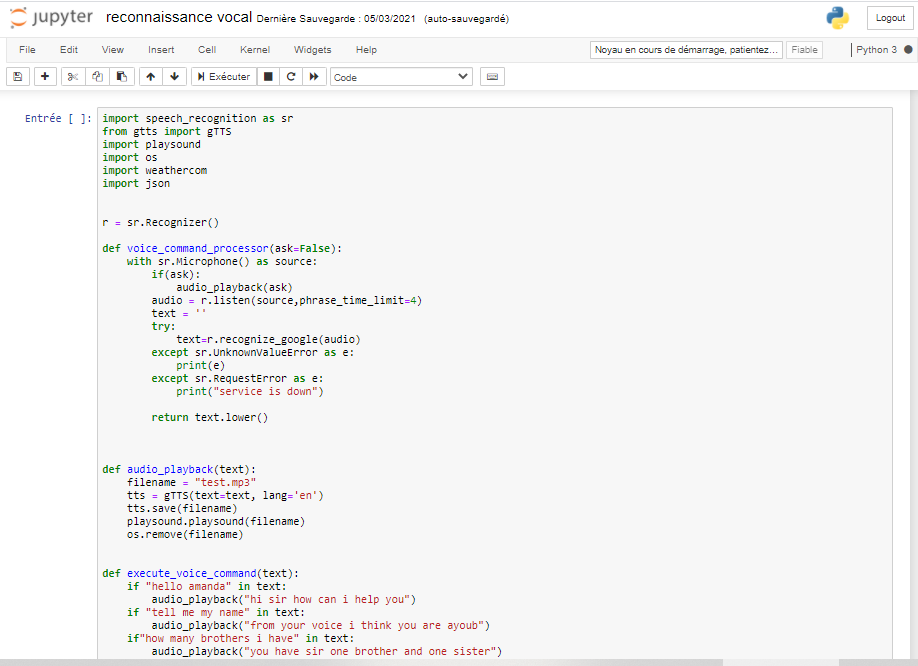 jupyter reconnaissance vocal Dernière Sauvegarde : 05/03/2021 (auto-sauvegardé) Logout
File Edit View Insert Cell Kernel Widgets Help Noyau en cours de démarrage, patientez... Fiable Python 3
Exécuter Code
Entrée [ ]: import speech_recognition as sr
from gtts import gTTS
import playsound
import os
import weathercom
import json
r = sr.Recognizer()
def voice_command_processor(ask=False):
with sr.Microphone() as source:
if(ask):
audio_playback(ask)
audio = r.listen(source,phrase_time_limit=4)
text = ''
try:
text=r.recognize_google(audio)
except sr.UnknownValueError as e:
print(e)
except sr.RequestError as e:
print("service is down")
return text.lower()
def audio_playback(text):
filename = "test.mp3"
tts = gTTS(text=text, lang='en')
tts.save(filename)
playsound.playsound(filename)
os.remove(filename)
def execute_voice_command(text):
if "hello amanda" in text:
audio_playback("hi sir how can i help you")
if "tell me my name" in text:
audio_playback("from your voice i think you are ayoub")
if"how many brothers i have" in text:
audio_playback("you have sir one brother and one sister")